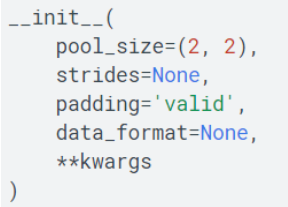 __init__(
    pool_size=(2, 2),
    strides=None,
    padding='valid',
    data_format=None,
    **kwargs
)